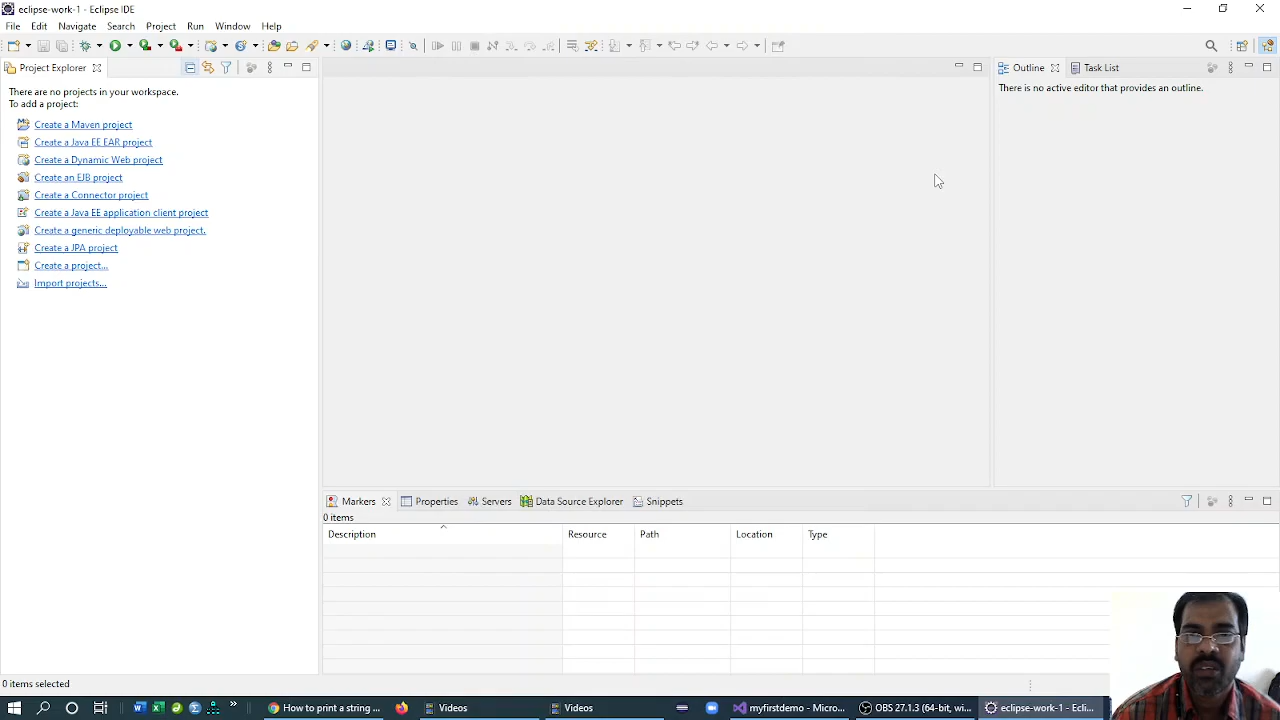 eclipse-work-1 - Eclipse IDE
File Edit Navigate Search Project Run Window Help
Project Explorer
Outline
Task List
There are no projects in your workspace.
To add a project:
Create a Maven project
Create a Java EE EAR project
Create a Dynamic Web project
Create an EJB project
Create a Connector project
Create a Java EE application client project
Create a generic deployable web project.
Create a JPA project
Create a project...
Import projects...
There is no active editor that provides an outline.
Markers Properties Servers Data Source Explorer Snippets
0 items
Description Resource Path Location Type
0 items selected
How to print a string ...
Videos
Videos
myfirstdemo - Micro...
OBS 27.1.3 (64-bit, wi...
eclipse-work-1 - Ecli...